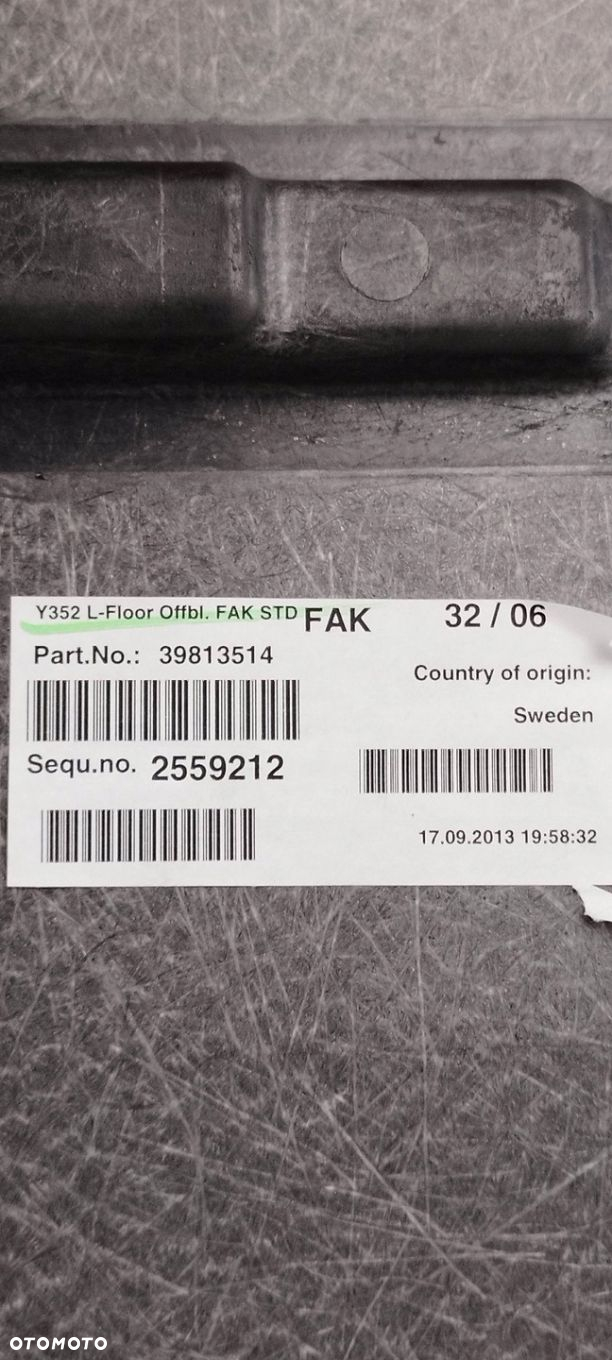 Y352 L-Floor Offbl. FAK STD FAK 32 / 06
Part.No.: 39813514
Country of origin:
Sweden
Sequ.no. 2559212
17.09.2013 19:58:32
OTOMOTO